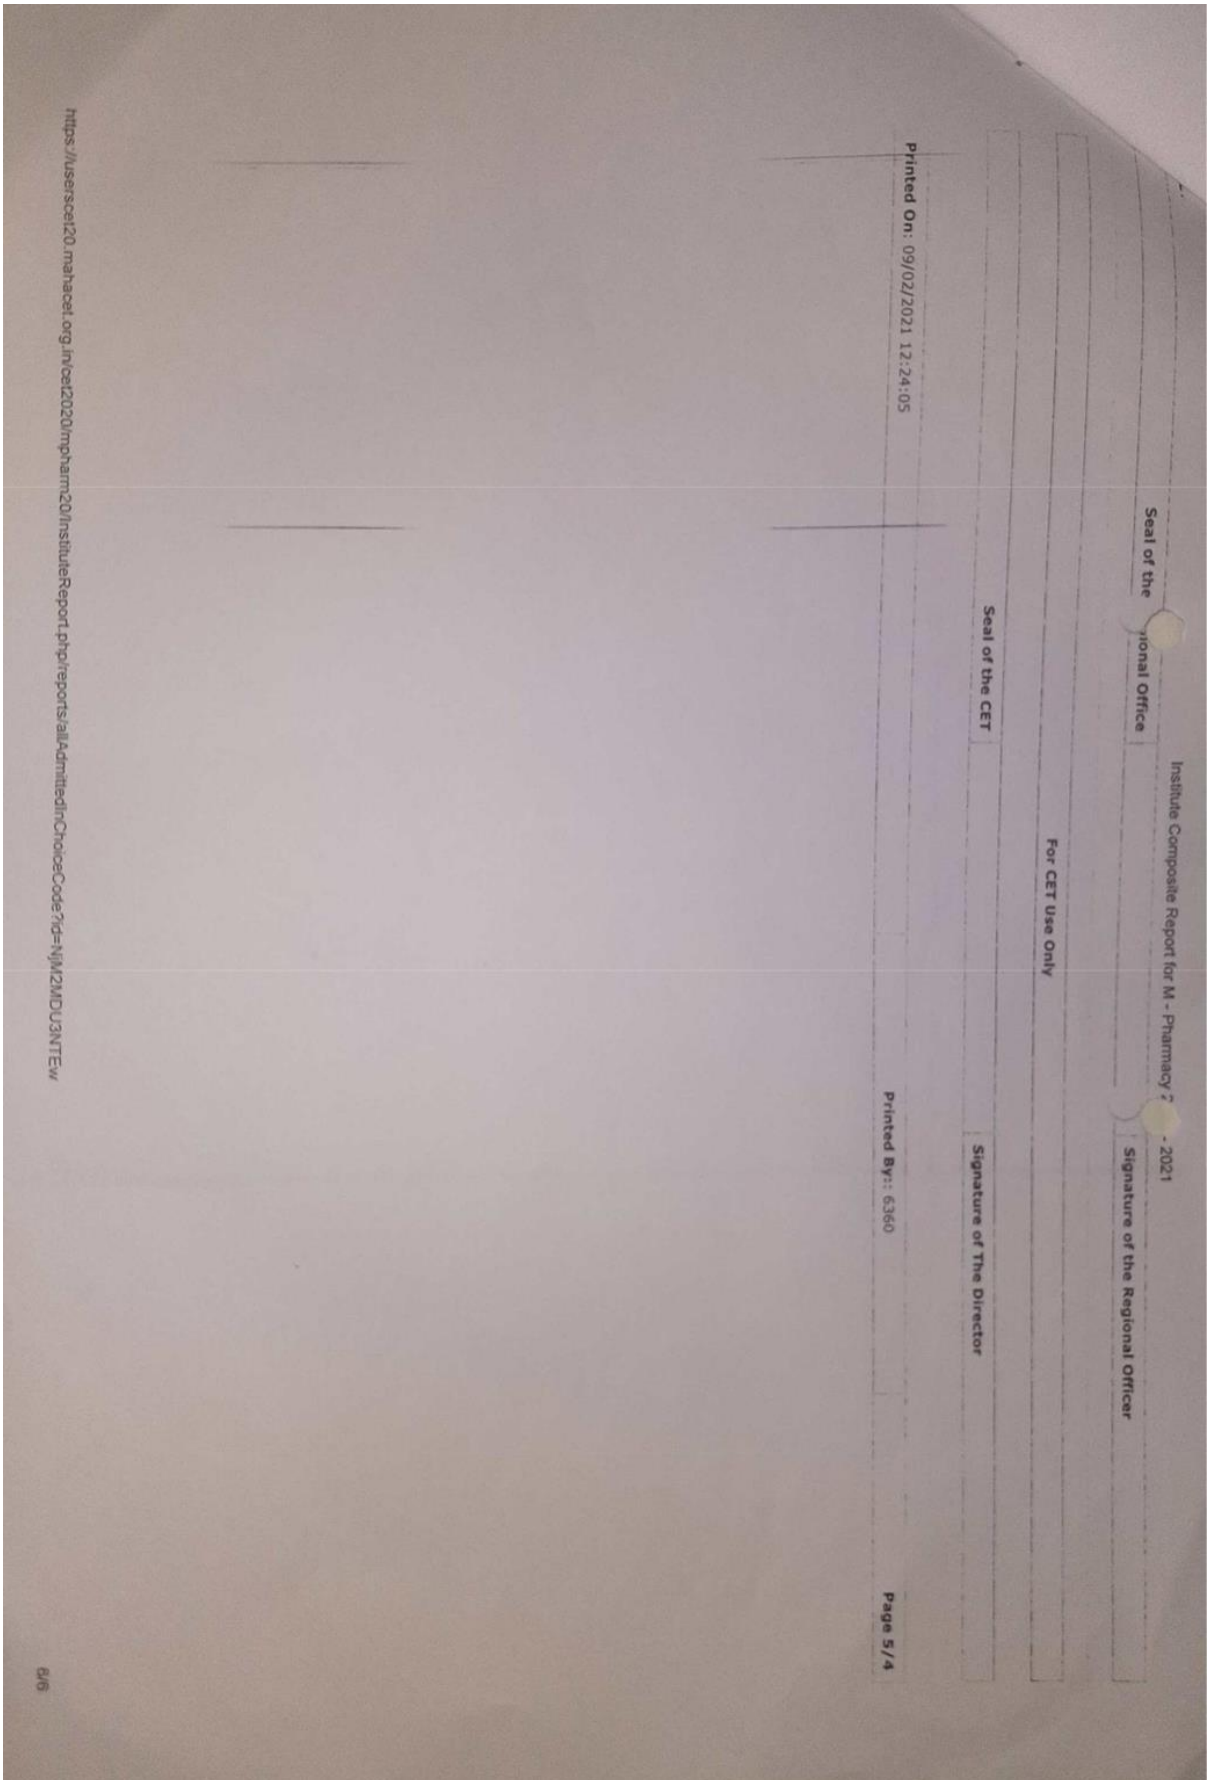 Institute Composite Report for M - Pharmacy 2 - 2021
Seal of the ional Office Signature of the Regional Officer
For CET Use Only
Seal of the CET Signature of The Director
Printed On: 09/02/2021 12:24:05 Printed By:: 6360 Page 5/4
https://userscet20.mahacet.org.in/cet2020/mpharm20/InstituteReport.php/reports/allAdmittedInChoiceCode?id=NjM2MDU3NTEw 6/6